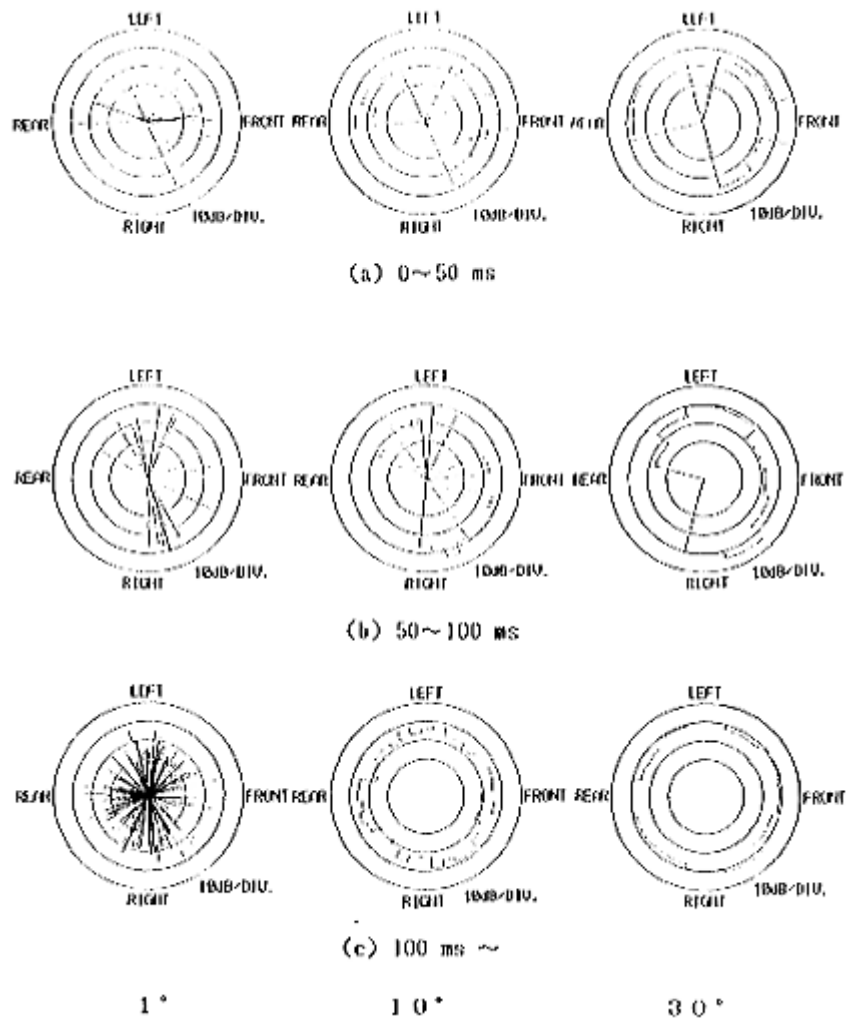 LEFT LEFT LEFT
REAR FRONT REAR FRONT REAR FRONT
RIGHT 10dB/DIV. RIGHT 10dB/DIV. RIGHT 10dB/DIV.
(a) 0～50 ms
LEFT LEFT LEFT
REAR FRONT REAR FRONT REAR FRONT
RIGHT 10dB/DIV. RIGHT 10dB/DIV. RIGHT 10dB/DIV.
(b) 50～100 ms
LEFT LEFT LEFT
REAR FRONT REAR FRONT REAR FRONT
RIGHT 10dB/DIV. RIGHT 10dB/DIV. RIGHT 10dB/DIV.
(c) 100 ms ～
1° 10° 30°